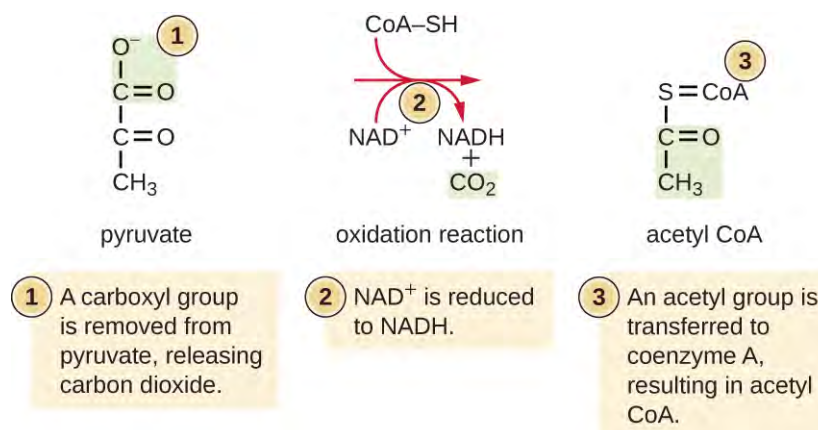 O⁻ 1
C=O
C=O
CH₃
pyruvate
CoA–SH
2
NAD⁺ NADH
+
CO₂
oxidation reaction
3
S=CoA
C=O
CH₃
acetyl CoA
1 A carboxyl group
is removed from
pyruvate, releasing
carbon dioxide.
2 NAD⁺ is reduced
to NADH.
3 An acetyl group is
transferred to
coenzyme A,
resulting in acetyl
CoA.